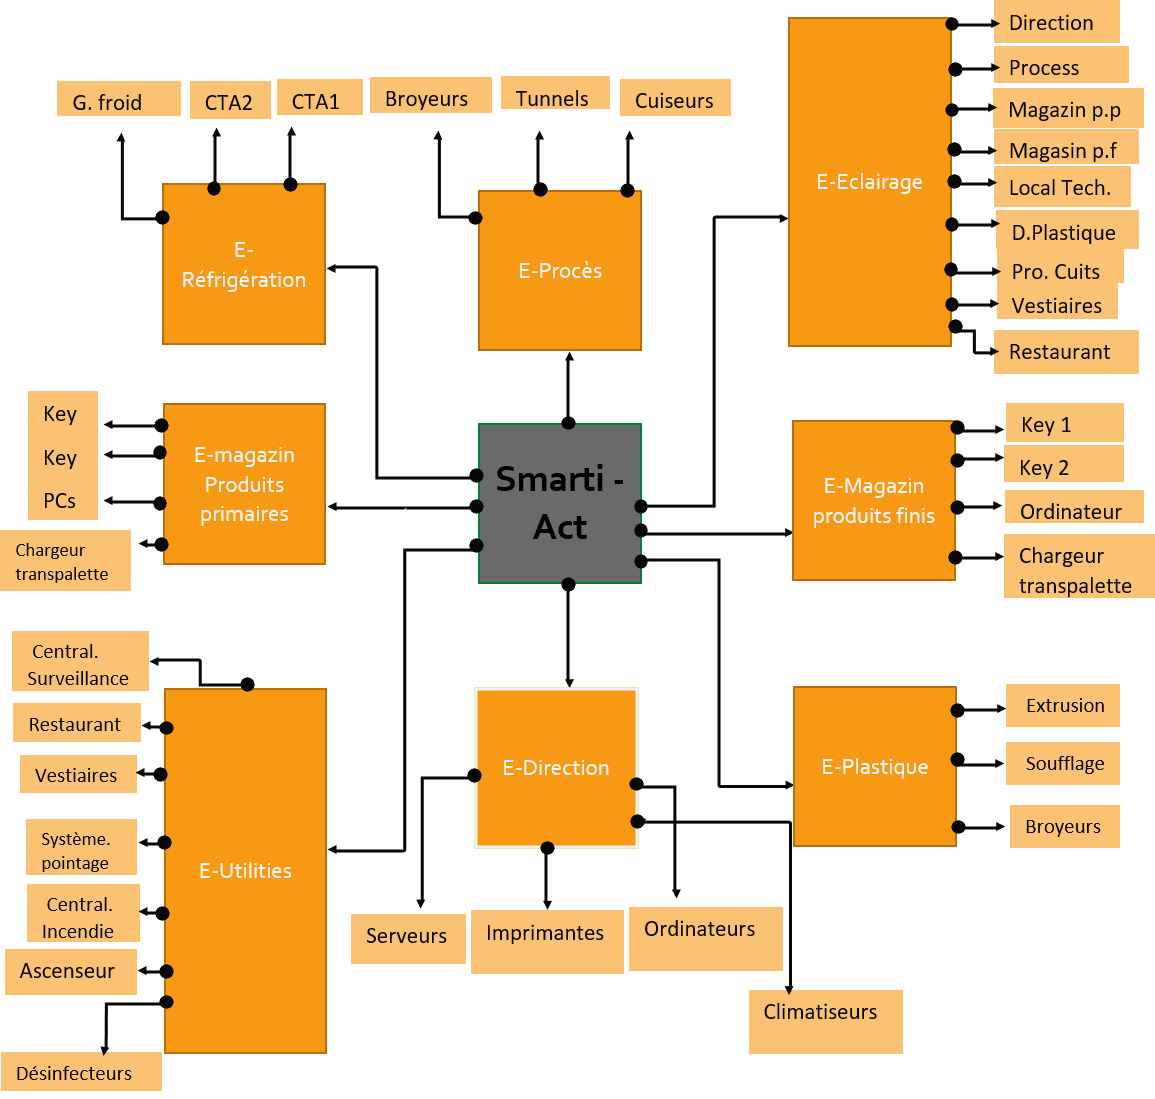 G. froid
CTA2
CTA1
Broyeurs
Tunnels
Cuiseurs
E-
Réfrigération
E-Procès
E-Eclairage
Direction
Process
Magazin p.p
Magasin p.f
Local Tech.
D.Plastique
Pro. Cuits
Vestiaires
Restaurant
Key
Key
PCs
Chargeur
transpalette
E-magazin
Produits
primaires
Smarti -
Act
E-Magazin
produits finis
Key 1
Key 2
Ordinateur
Chargeur
transpalette
Central.
Surveillance
Restaurant
Vestiaires
Système.
pointage
Central.
Incendie
Ascenseur
Désinfecteurs
E-Utilities
E-Direction
Serveurs
Imprimantes
Ordinateurs
Climatiseurs
E-Plastique
Extrusion
Soufflage
Broyeurs